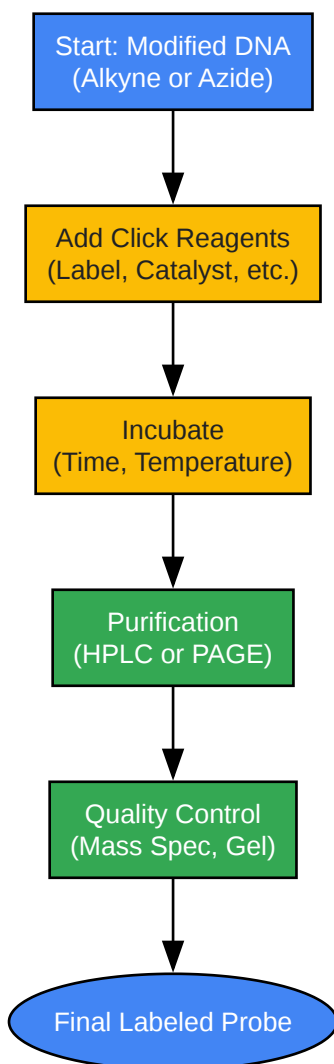 Start: Modified DNA
(Alkyne or Azide)
Add Click Reagents
(Label, Catalyst, etc.)
Incubate
(Time, Temperature)
Purification
(HPLC or PAGE)
Quality Control
(Mass Spec, Gel)
Final Labeled Probe